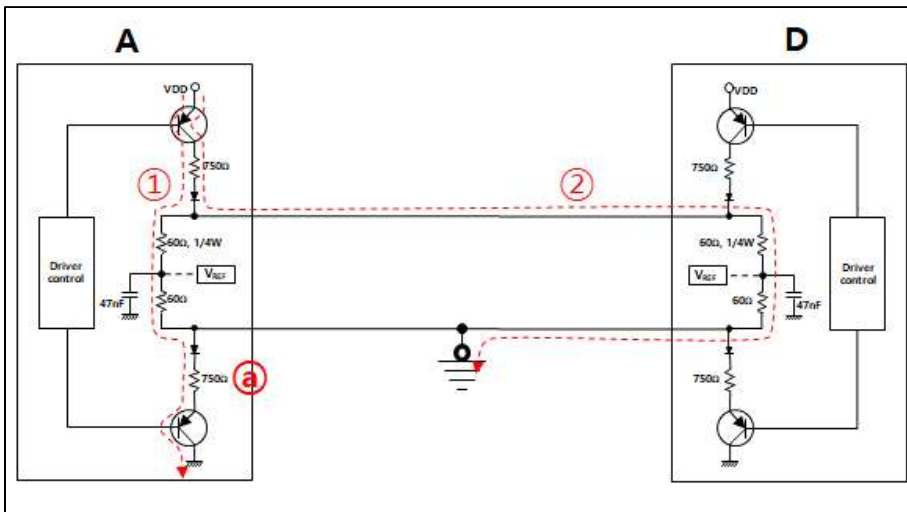 A
D
VDD
VDD
750Ω
750Ω
①
②
60Ω, 1/4W
60Ω, 1/4W
Driver
control
VREF
VREF
Driver
control
47nF
60Ω
60Ω
47nF
750Ω
ⓐ
750Ω